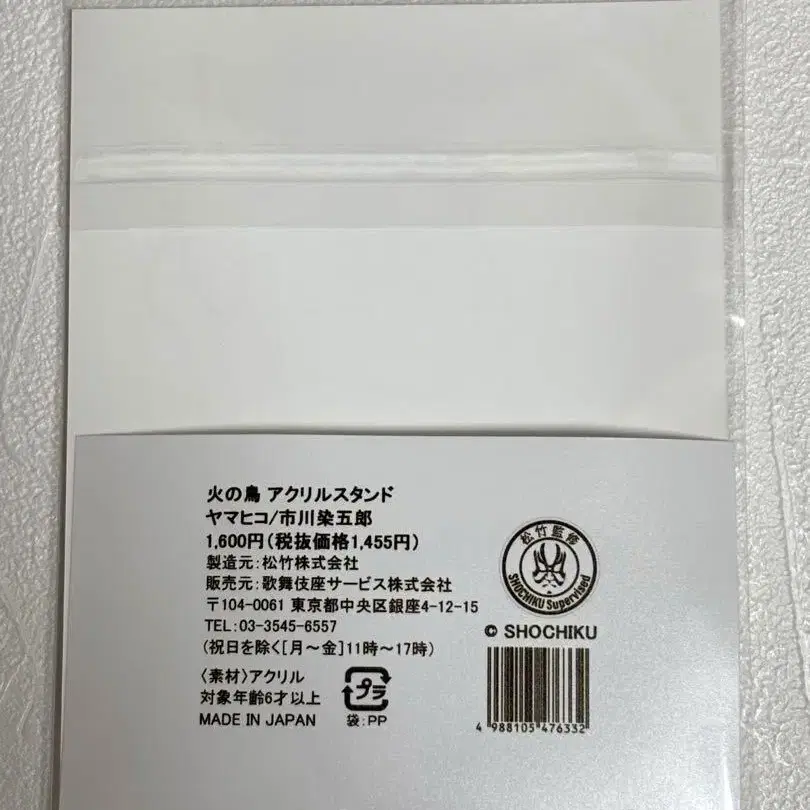 火の鳥 アクリルスタンド
ヤマヒコ/市川染五郎
1,600円(税抜価格1,455円)
製造元:松竹株式会社
販売元:歌舞伎座サービス株式会社
〒104-0061 東京都中央区銀座4-12-15
TEL:03-3545-6557
(祝日を除く[月～金]11時～17時)
〈素材〉アクリル
対象年齢6才以上
MADE IN JAPAN
プラ
袋:PP
松竹監修
SHOCHIKU Supervised
© SHOCHIKU
4 988105 476332